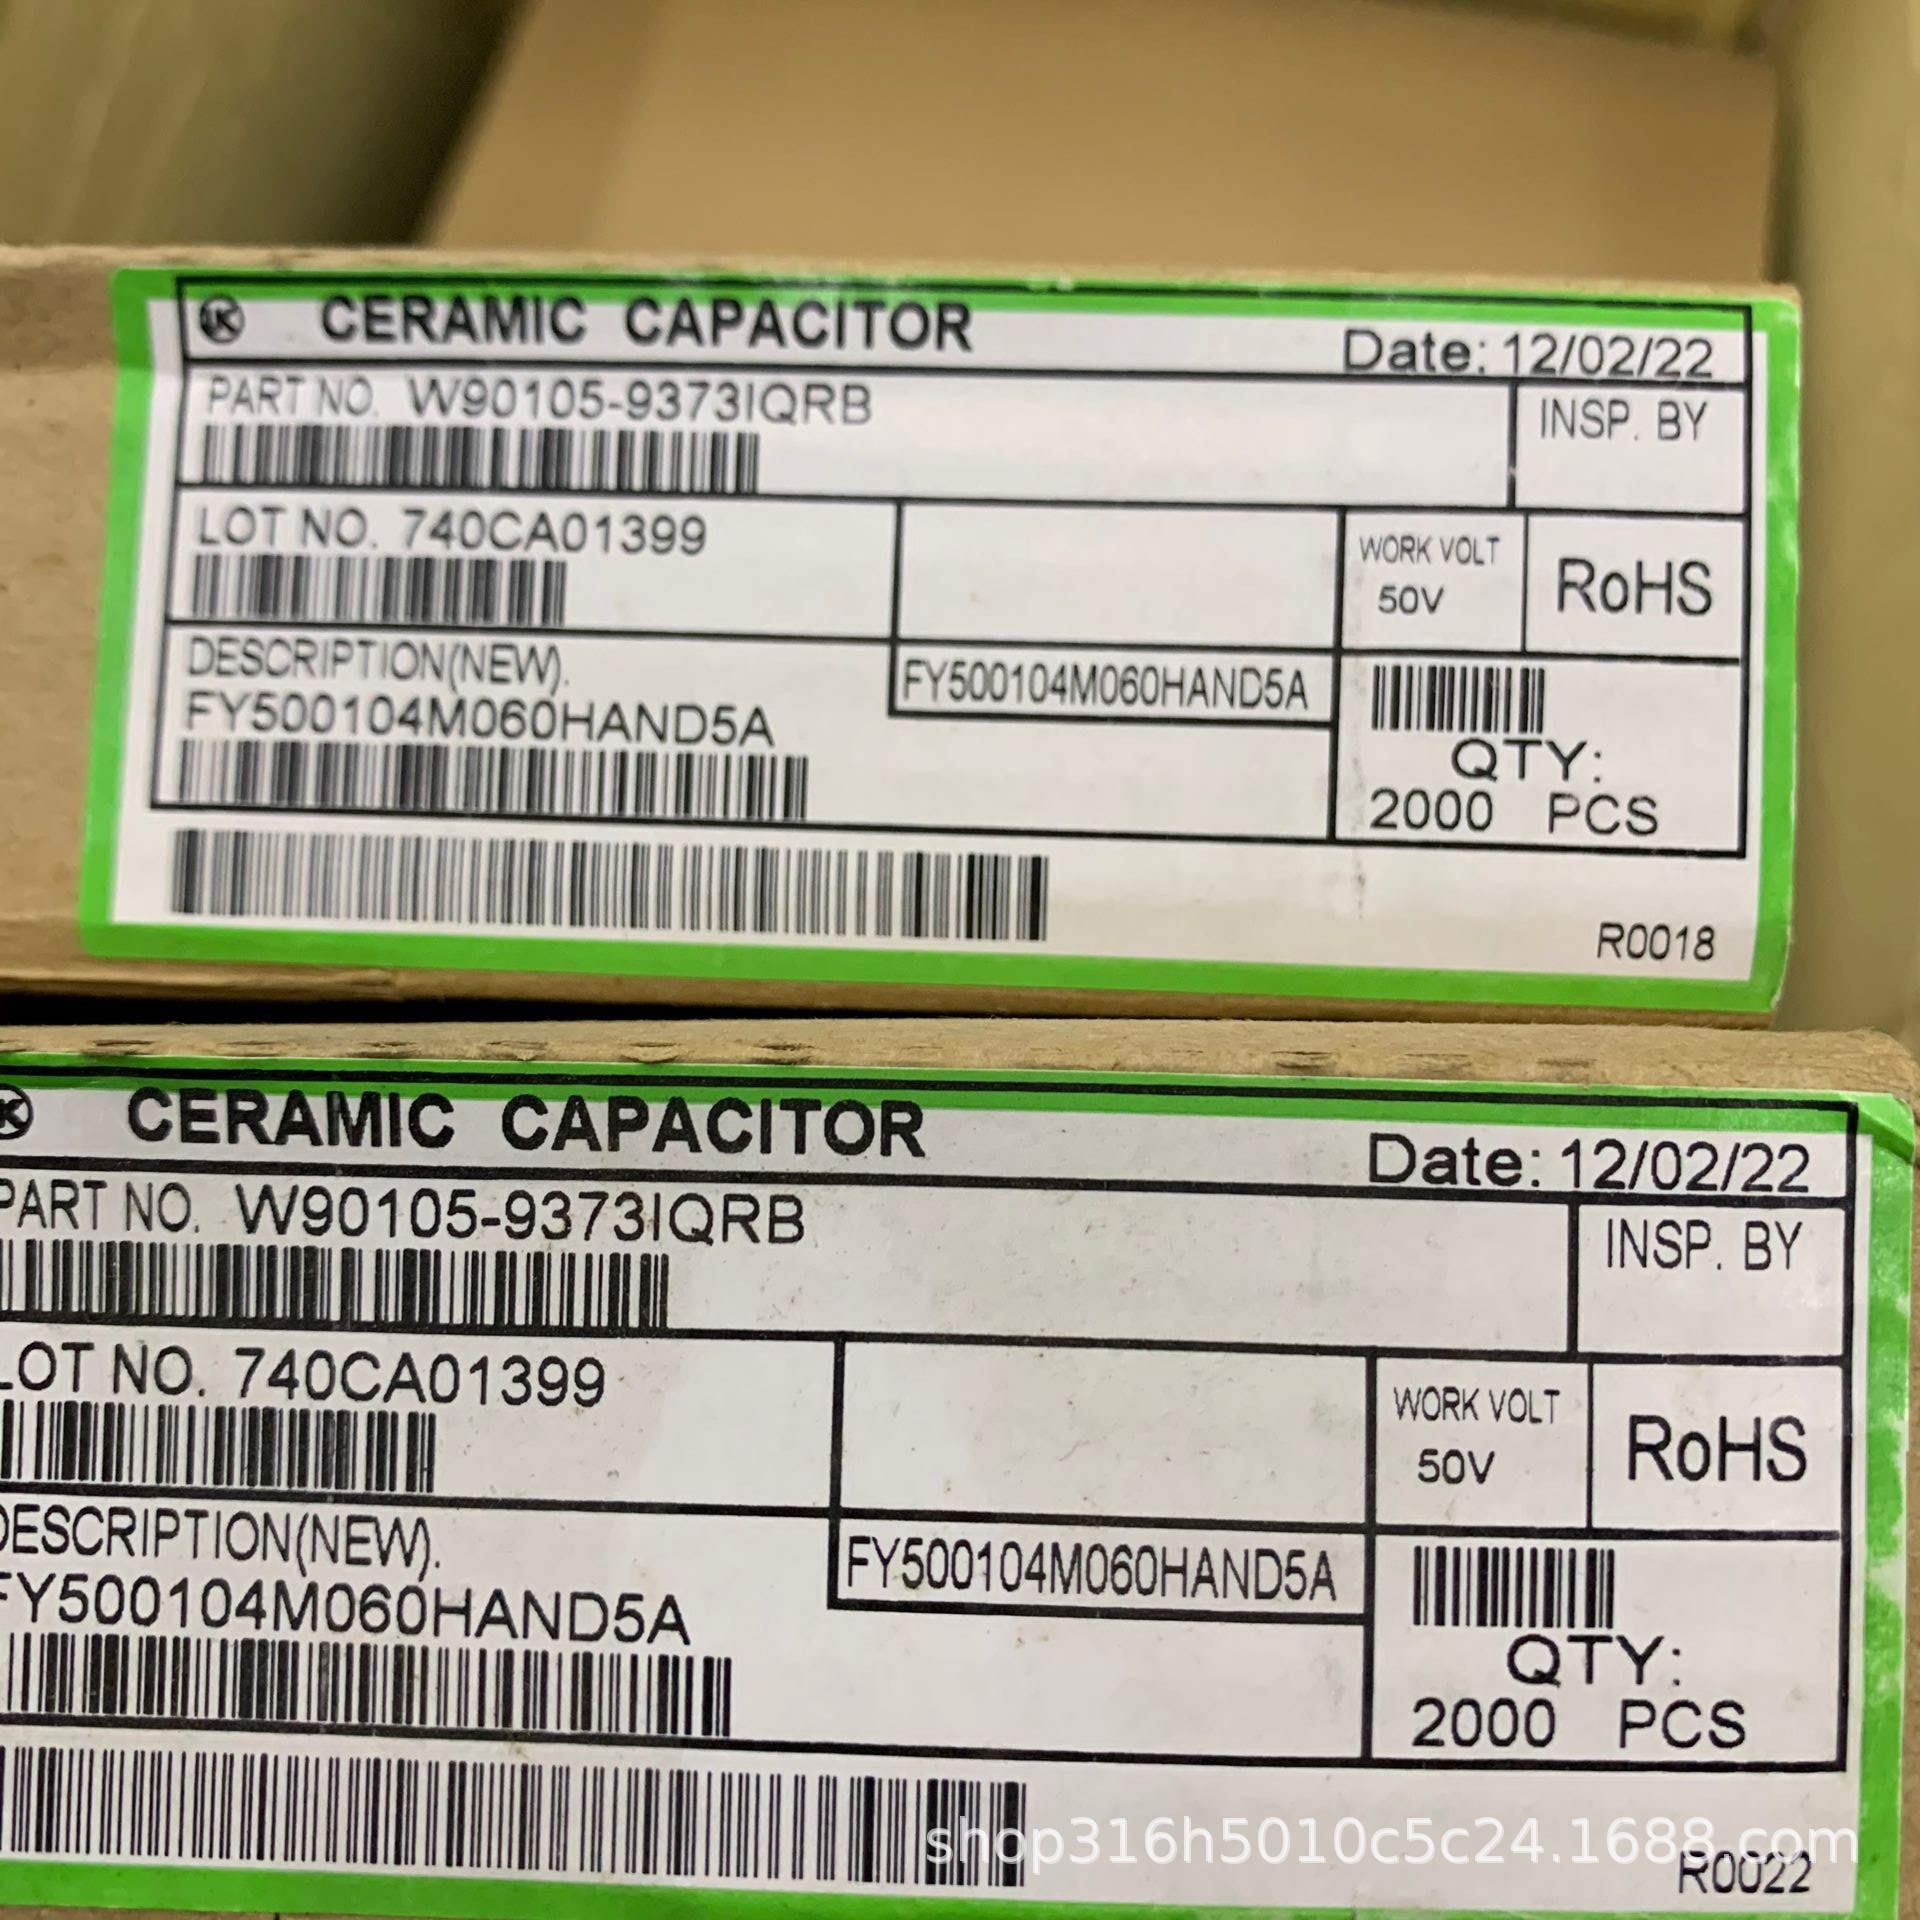 CERAMIC CAPACITOR
Date: 12/02/22
PART NO. W90105-9373IQRB
INSP. BY
LOT NO. 740CA01399
WORK VOLT
50V
RoHS
DESCRIPTION(NEW).
FY500104M060HAND5A
FY500104M060HAND5A
QTY:
2000 PCS
R0018
K CERAMIC CAPACITOR
Date: 12/02/22
PART NO. W90105-9373IQRB
INSP. BY
LOT NO. 740CA01399
WORK VOLT
50V
RoHS
DESCRIPTION(NEW).
FY500104M060HAND5A
FY500104M060HAND5A
QTY:
2000 PCS
shop316h5010c5c24.1688.com
R0022